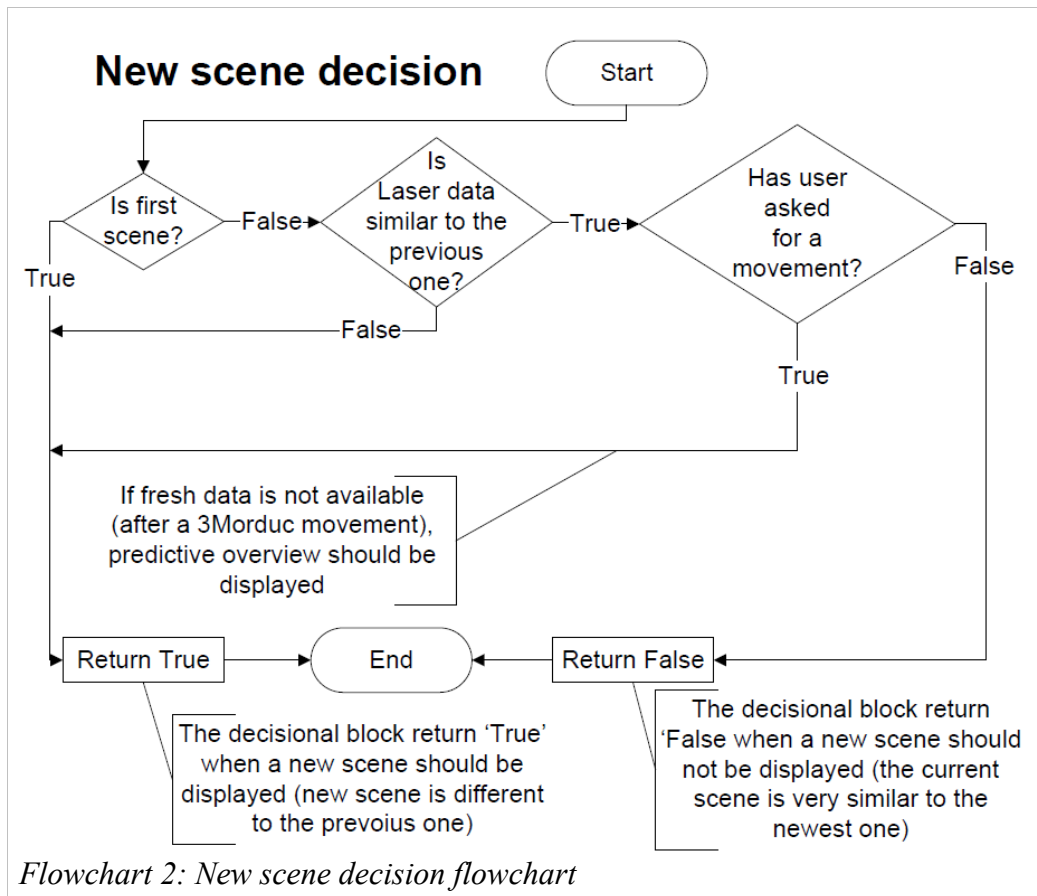 New scene decision
Start
Is first
scene?
False
Is
Laser data
similar to the
previous
one?
True
Has user
asked
for a
movement?
False
True
False
True
If fresh data is not available
(after a 3Morduc movement),
predictive overview should be
displayed
Return True
End
Return False
The decisional block return ‘True’
when a new scene should be
displayed (new scene is different
to the prevoius one)
The decisional block return
‘False when a new scene should
not be displayed (the current
scene is very similar to the
newest one)
Flowchart 2: New scene decision flowchart